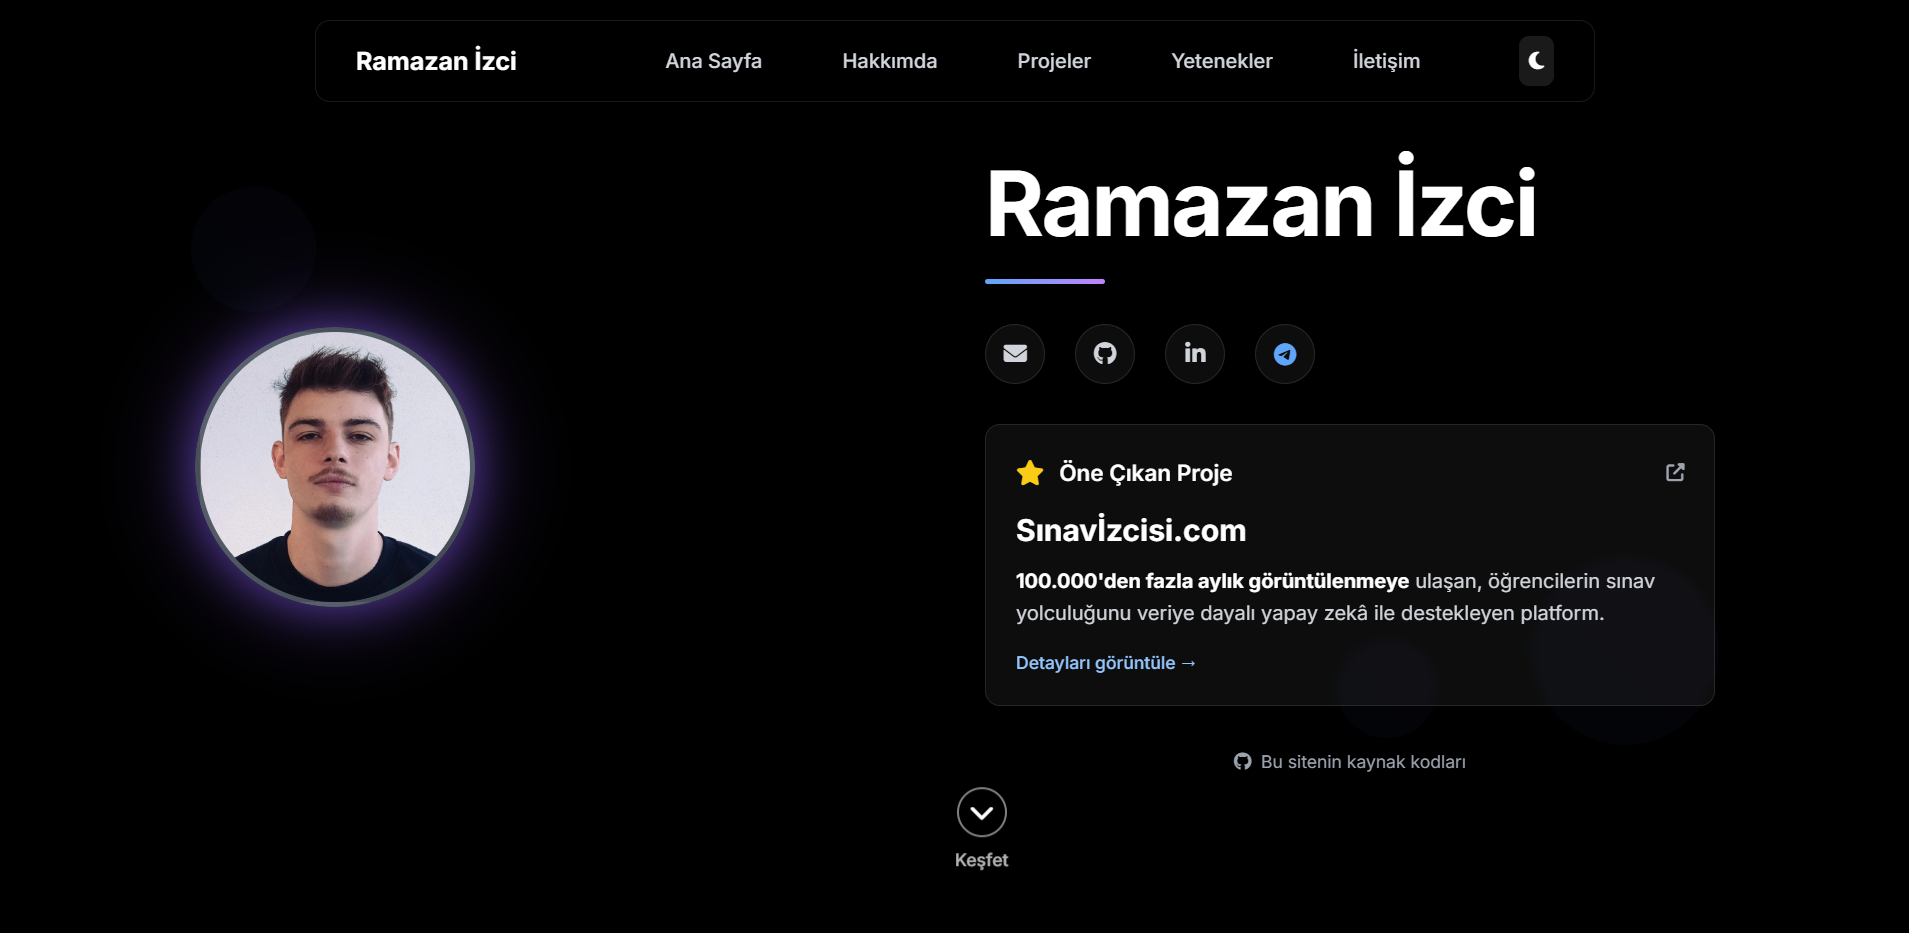 Ramazan İzci
Ana Sayfa
Hakkımda
Projeler
Yetenekler
İletişim
Ramazan İzci
Öne Çıkan Proje
Sınavİzcisi.com
100.000'den fazla aylık görüntülenmeye ulaşan, öğrencilerin sınav
yolculuğunu veriye dayalı yapay zekâ ile destekleyen platform.
Detayları görüntüle →
Bu sitenin kaynak kodları
Keşfet